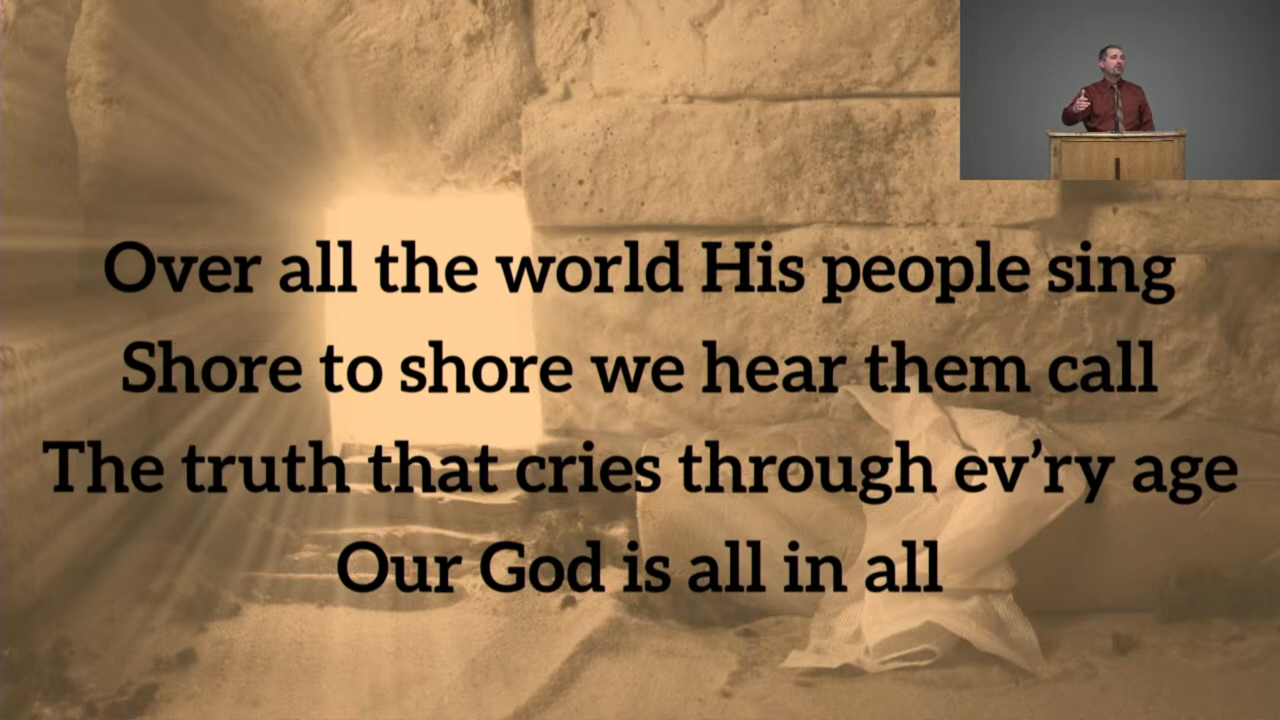 Over all the world His people sing
Shore to shore we hear them call
The truth that cries through ev’ry age
Our God is all in all